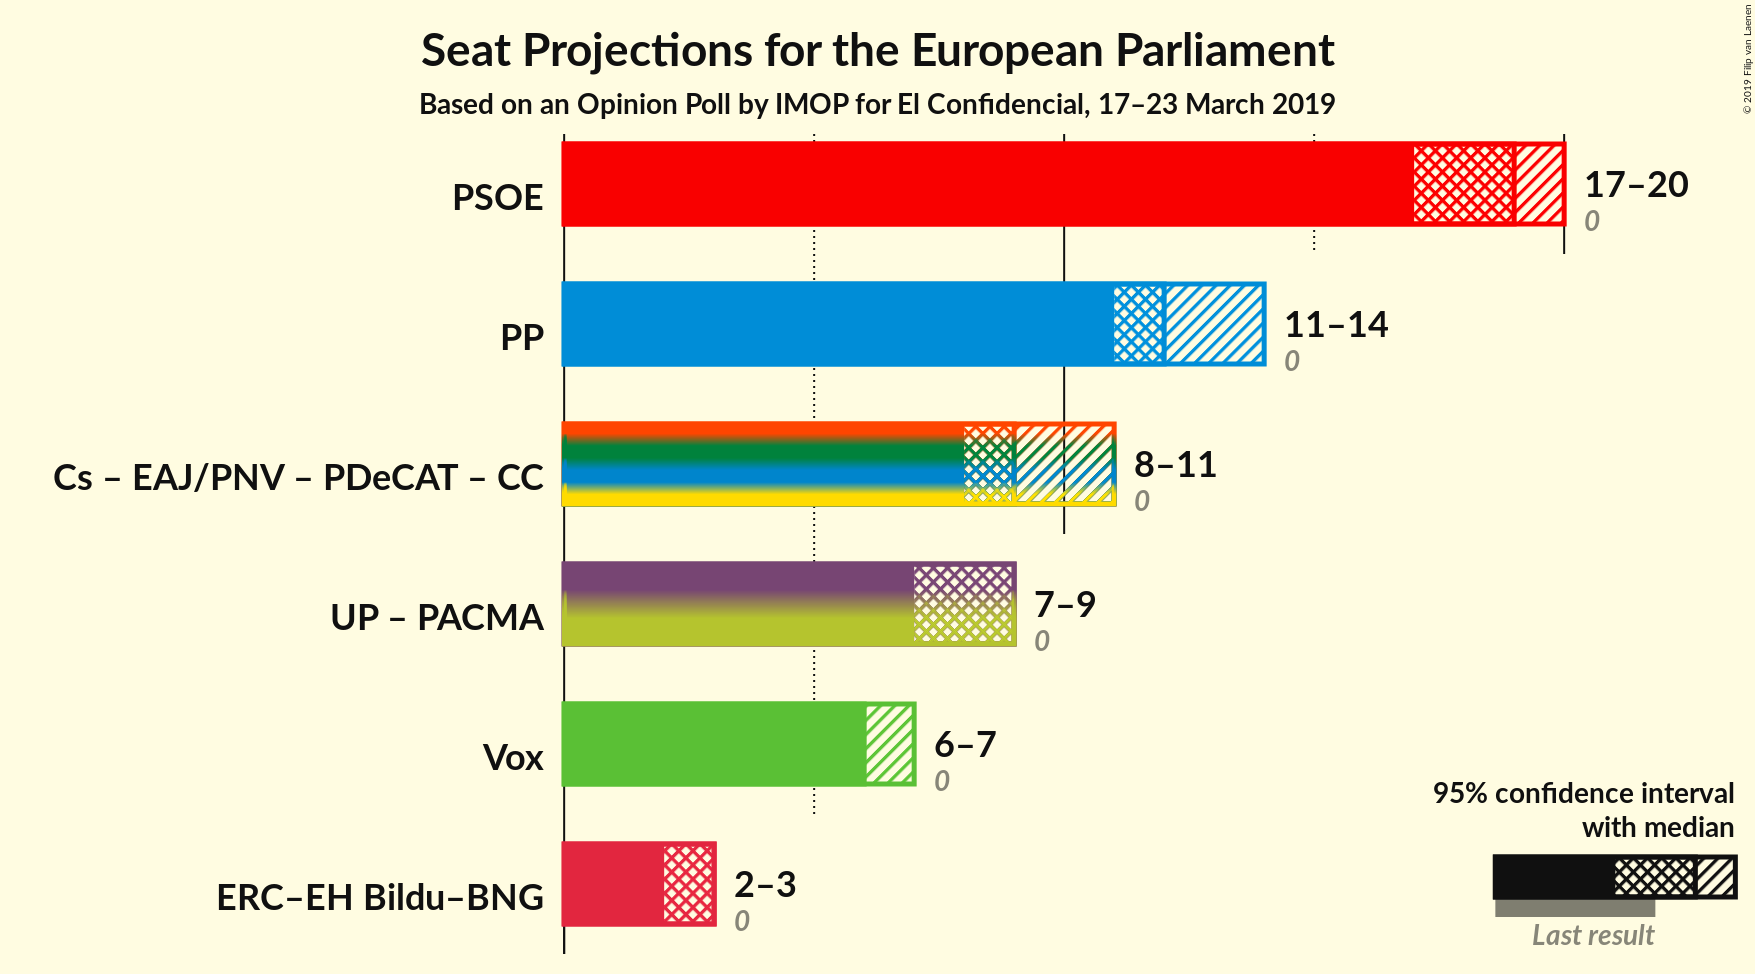 Seat Projections for the European Parliament
Based on an Opinion Poll by IMOP for El Confidencial, 17–23 March 2019
© 2019 Filip van Laenen
PSOE
17–20
0
PP
11–14
0
Cs – EAJ/PNV – PDeCAT – CC
8–11
0
UP – PACMA
7–9
0
Vox
6–7
0
ERC–EH Bildu–BNG
2–3
0
95% confidence interval
with median
Last result